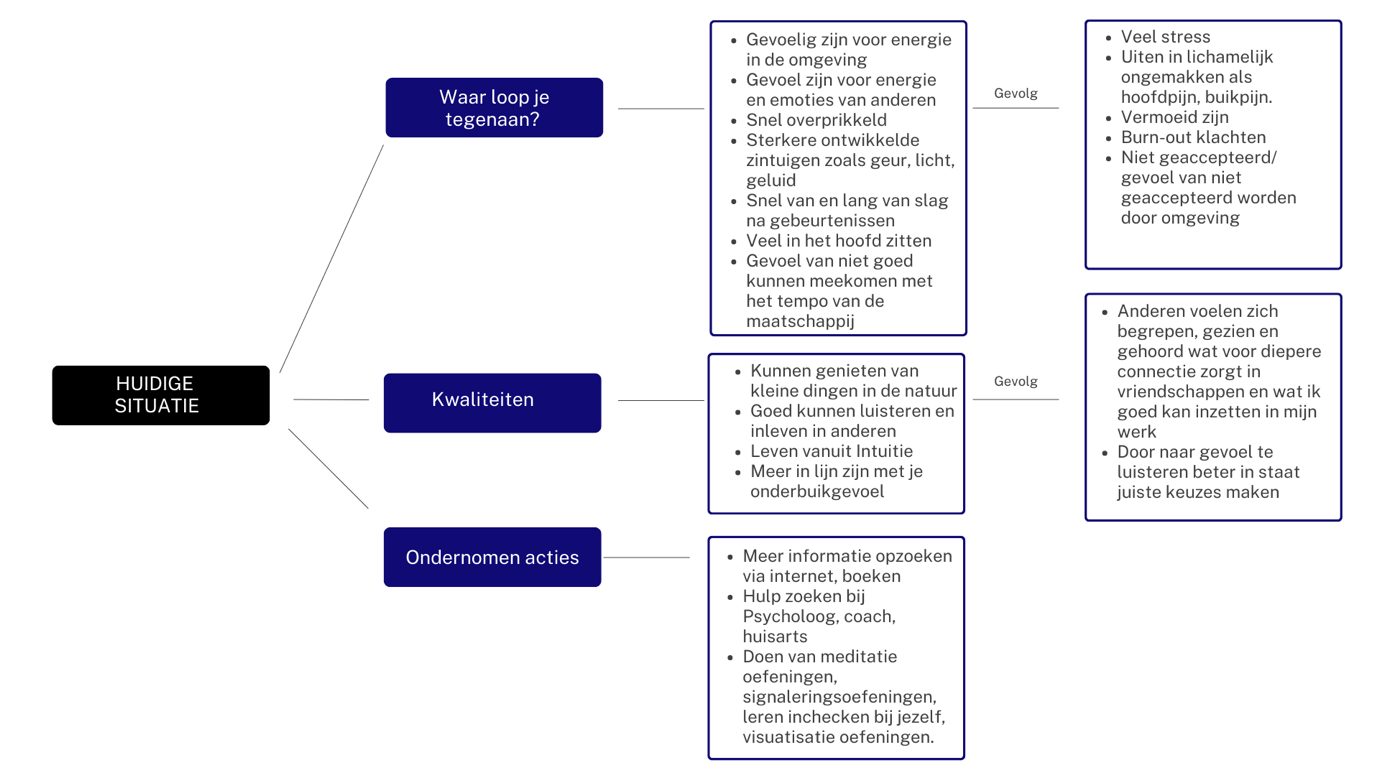 HUIDIGE
SITUATIE
Waar loop je
tegenaan?
• Gevoelig zijn voor energie
in de omgeving
• Gevoel zijn voor energie
en emoties van anderen
• Snel overprikkeld
• Sterkere ontwikkelde
zintuigen zoals geur, licht,
geluid
• Snel van en lang van slag
na gebeurtenissen
• Veel in het hoofd zitten
• Gevoel van niet goed
kunnen meekomen met
het tempo van de
maatschappij
Gevolg
• Veel stress
• Uiten in lichamelijk
ongemakken als
hoofdpijn, buikpijn.
• Vermoeid zijn
• Burn-out klachten
• Niet geaccepteerd/
gevoel van niet
geaccepteerd worden
door omgeving
Kwaliteiten
• Kunnen genieten van
kleine dingen in de natuur
• Goed kunnen luisteren en
inleven in anderen
• Leven vanuit Intuitie
• Meer in lijn zijn met je
onderbuikgevoel
Gevolg
• Anderen voelen zich
begrepen, gezien en
gehoord wat voor diepere
connectie zorgt in
vriendschappen en wat ik
goed kan inzetten in mijn
werk
• Door naar gevoel te
luisteren beter in staat
juiste keuzes maken
Ondernomen acties
• Meer informatie opzoeken
via internet, boeken
• Hulp zoeken bij
Psycholoog, coach,
huisarts
• Doen van meditatie
oefeningen,
signaleringsoefeningen,
leren inchecken bij jezelf,
visuatisatie oefeningen.